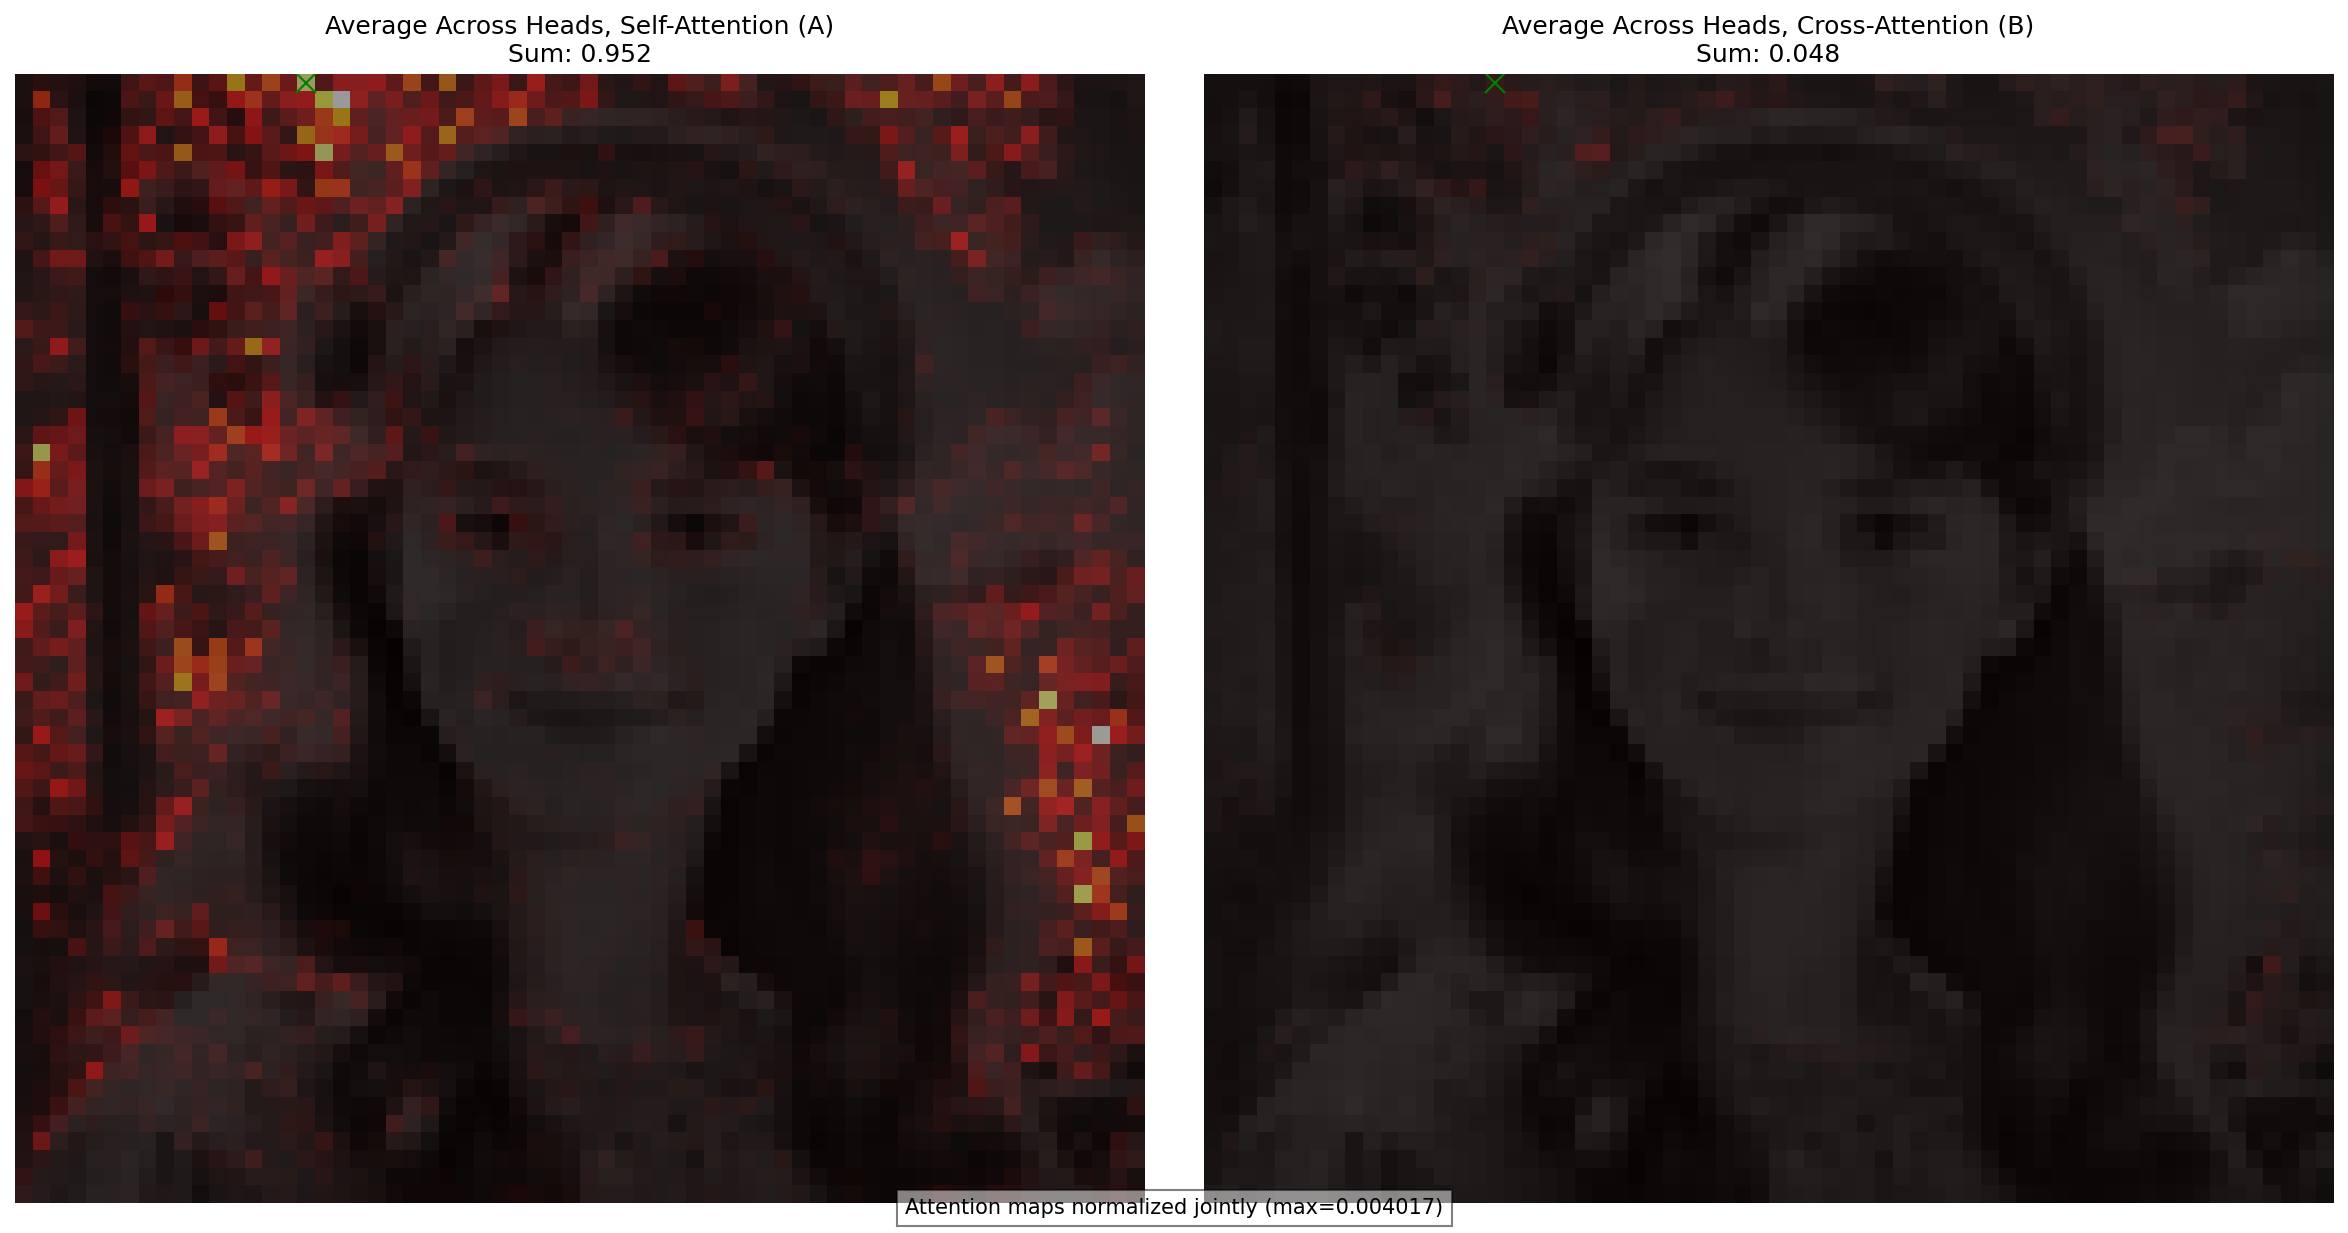 Average Across Heads, Self-Attention (A)
Sum: 0.952
Average Across Heads, Cross-Attention (B)
Sum: 0.048
Attention maps normalized jointly (max=0.004017)